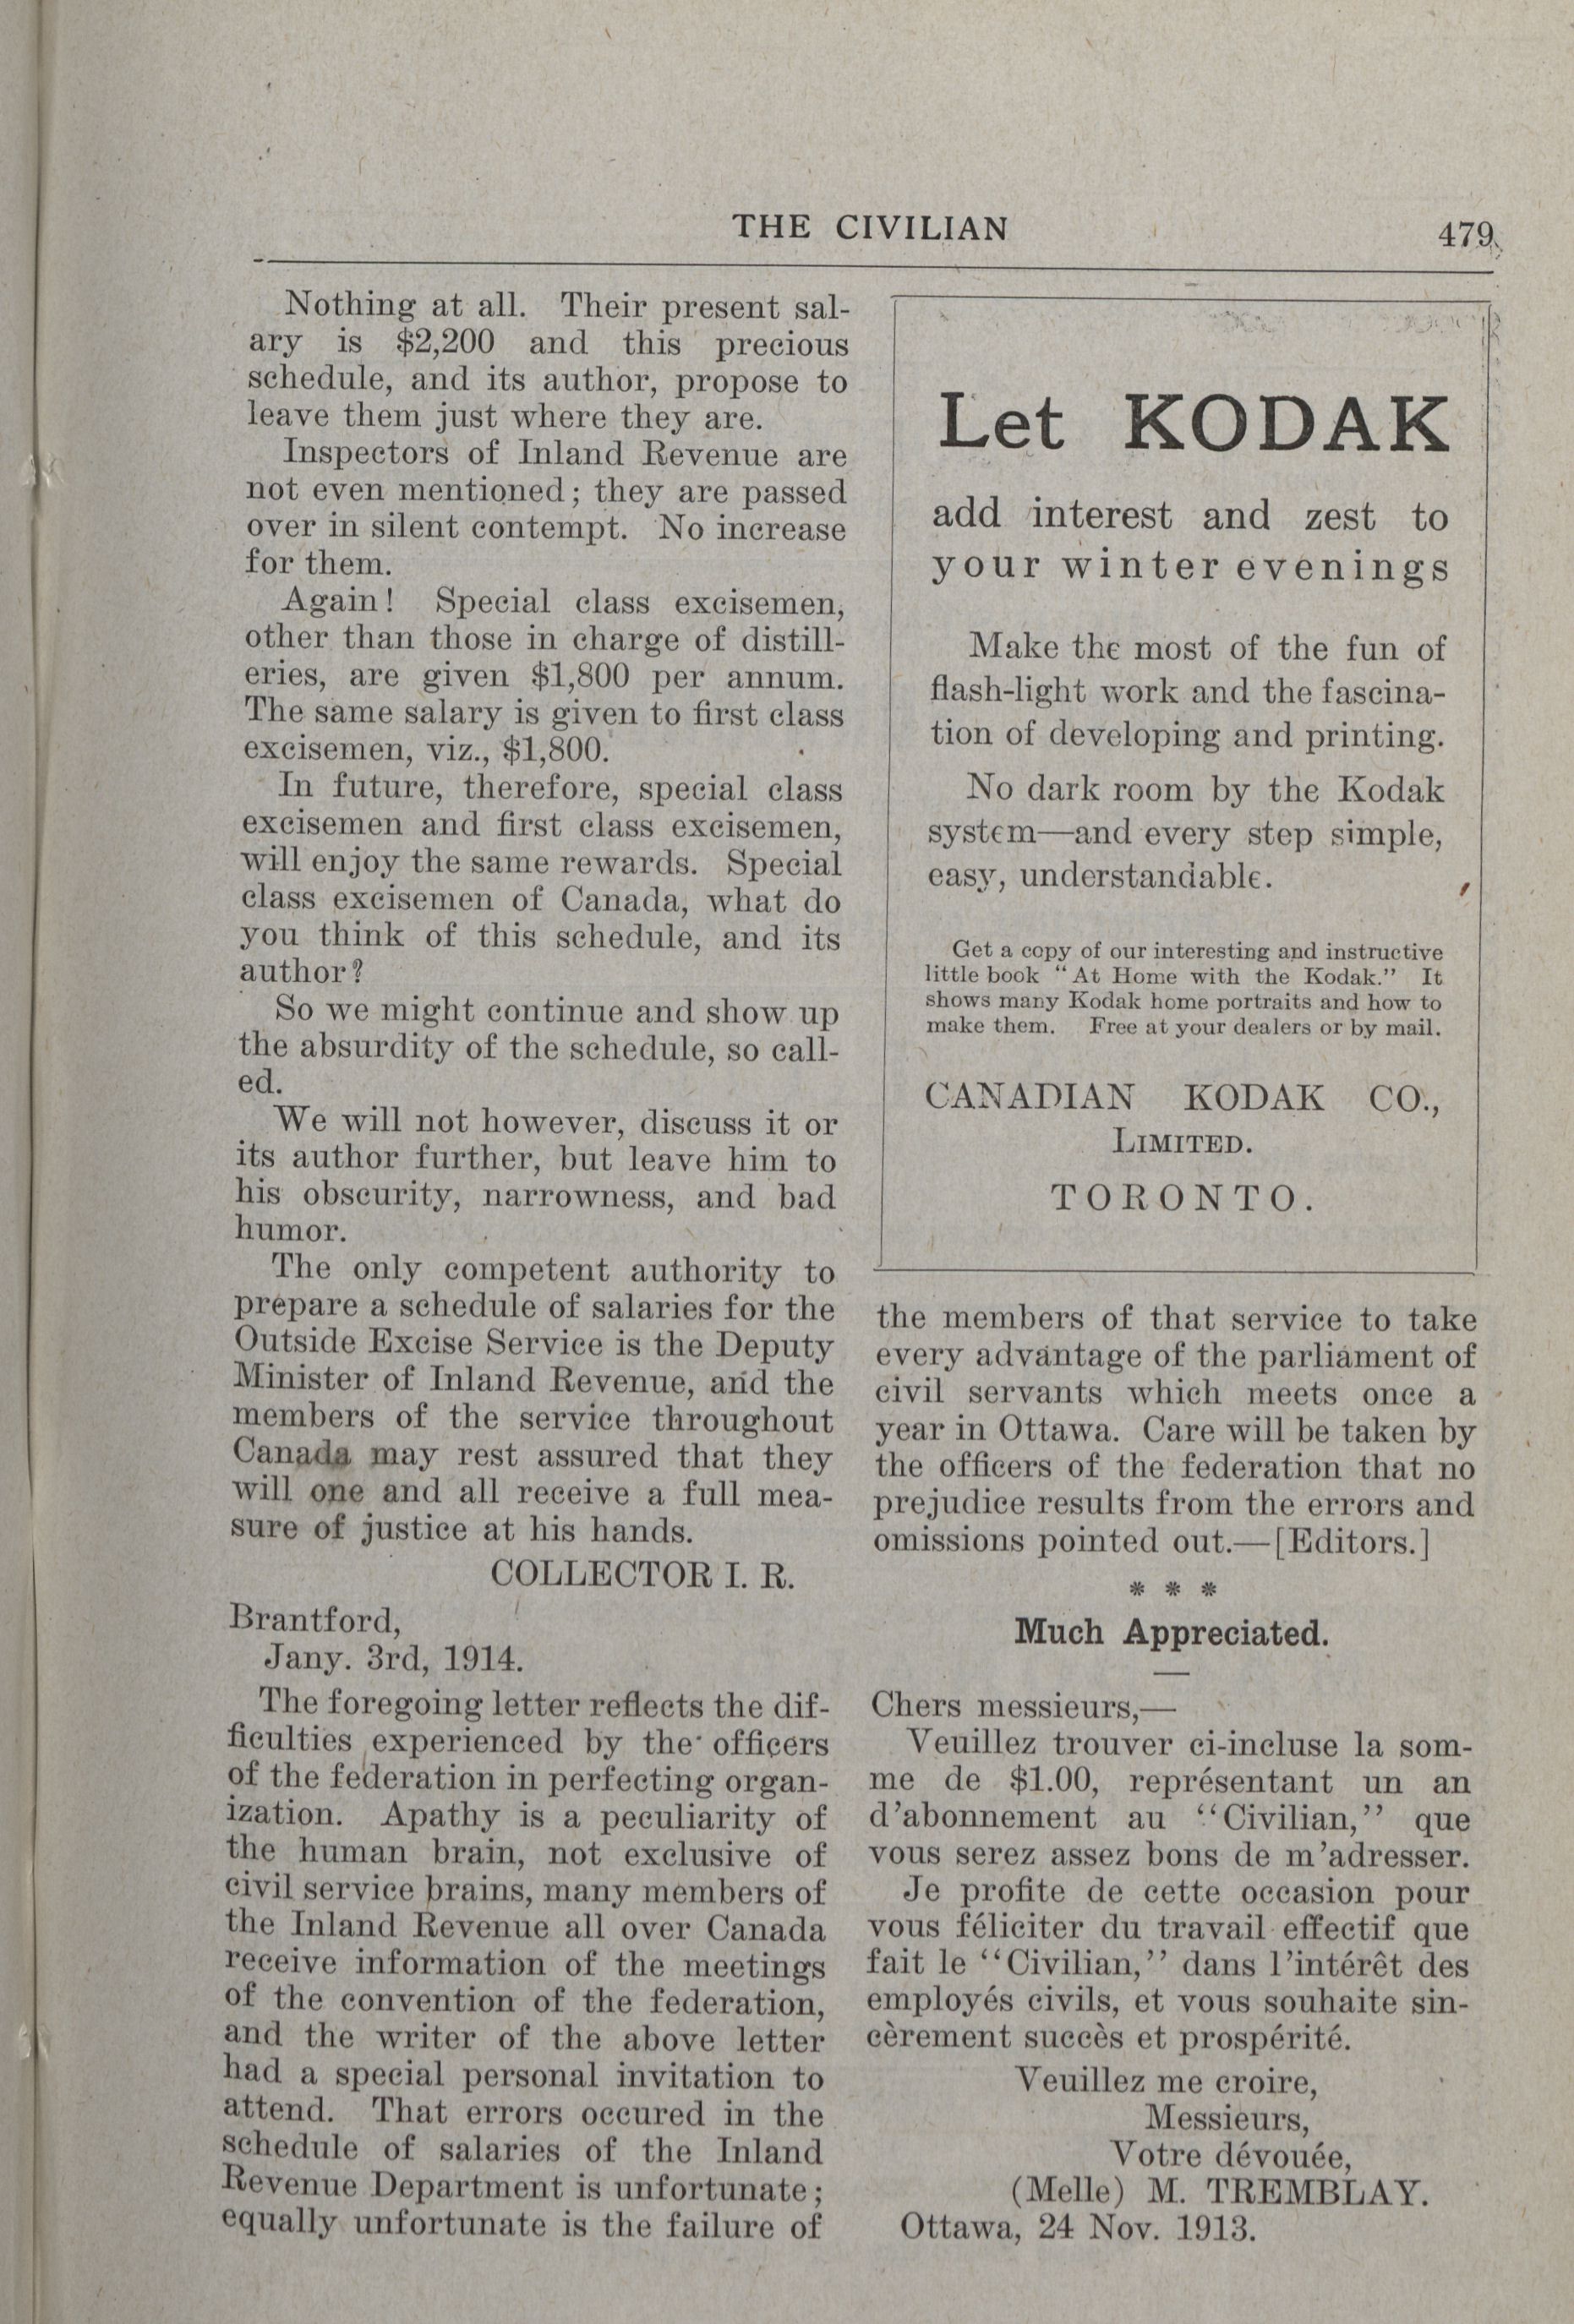 THE CIVILIAN 479
Nothing at all. Their present sal-
ary is $2,200 and this precious
schedule, and its author, propose to
leave them just where they are.
Inspectors of Inland Revenue are
not even mentioned; they are passed
over in silent contempt. No increase
for them.
Again! Special class excisemen,
other than those in charge of distill-
eries, are given $1,800 per annum.
The same salary is given to first class
excisemen, viz., $1,800.
In future, therefore, special class
excisemen and first class excisemen,
will enjoy the same rewards. Special
class excisemen of Canada, what do
you think of this schedule, and its
author?
So we might continue and show up
the absurdity of the schedule, so call-
ed.
We will not however, discuss it or
its author further, but leave him to
his obscurity, narrowness, and bad
humor.
The only competent authority to
prepare a schedule of salaries for the
Outside Excise Service is the Deputy
Minister of Inland Revenue, and the
members of the service throughout
Canada may rest assured that they
will one and all receive a full mea-
sure of justice at his hands.
COLLECTOR I. R.
Brantford,
Jany. 3rd, 1914.
The foregoing letter reflects the dif-
ficulties experienced by the officers
of the federation in perfecting organ-
ization. Apathy is a peculiarity of
the human brain, not exclusive of
civil service brains, many members of
the Inland Revenue all over Canada
receive information of the meetings
of the convention of the federation,
and the writer of the above letter
had a special personal invitation to
attend. That errors occured in the
schedule of salaries of the Inland
Revenue Department is unfortunate;
equally unfortunate is the failure of
Let KODAK
add interest and zest to
your winter evenings
Make the most of the fun of
flash-light work and the fascina-
tion of developing and printing.
No dark room by the Kodak
system—and every step simple,
easy, understandable.
Get a copy of our interesting and instructive
little book "At Home with the Kodak." It
shows many Kodak home portraits and how to
make them. Free at your dealers or by mail.
CANADIAN KODAK CO.,
LIMITED.
TORONTO.
the members of that service to take
every advantage of the parliament of
civil servants which meets once a
year in Ottawa. Care will be taken by
the officers of the federation that no
prejudice results from the errors and
omissions pointed out.—[Editors.]
* * *
Much Appreciated.
Chers messieurs,—
Veuillez trouver ci-incluse la som-
me de $1.00, représentant un an
d'abonnement au "Civilian," que
vous serez assez bons de m'adresser.
Je profite de cette occasion pour
vous féliciter du travail effectif que
fait le "Civilian," dans l'intérêt des
employés civils, et vous souhaite sin-
cèrement succès et prospérité.
Veuillez me croire,
Messieurs,
Votre dévouée,
(Melle) M. TREMBLAY.
Ottawa, 24 Nov. 1913.